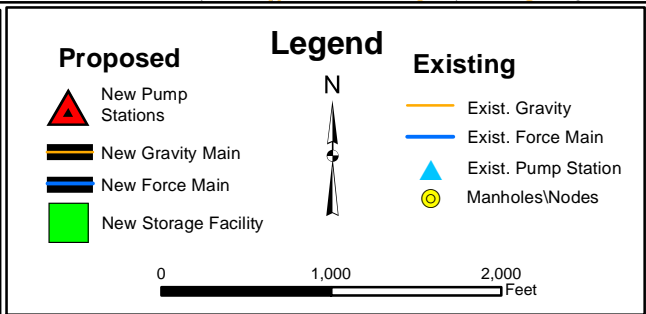 Legend
Proposed
New Pump
Stations
New Gravity Main
New Force Main
New Storage Facility
N
Existing
Exist. Gravity
Exist. Force Main
Exist. Pump Station
Manholes\Nodes
0 1,000 2,000
Feet